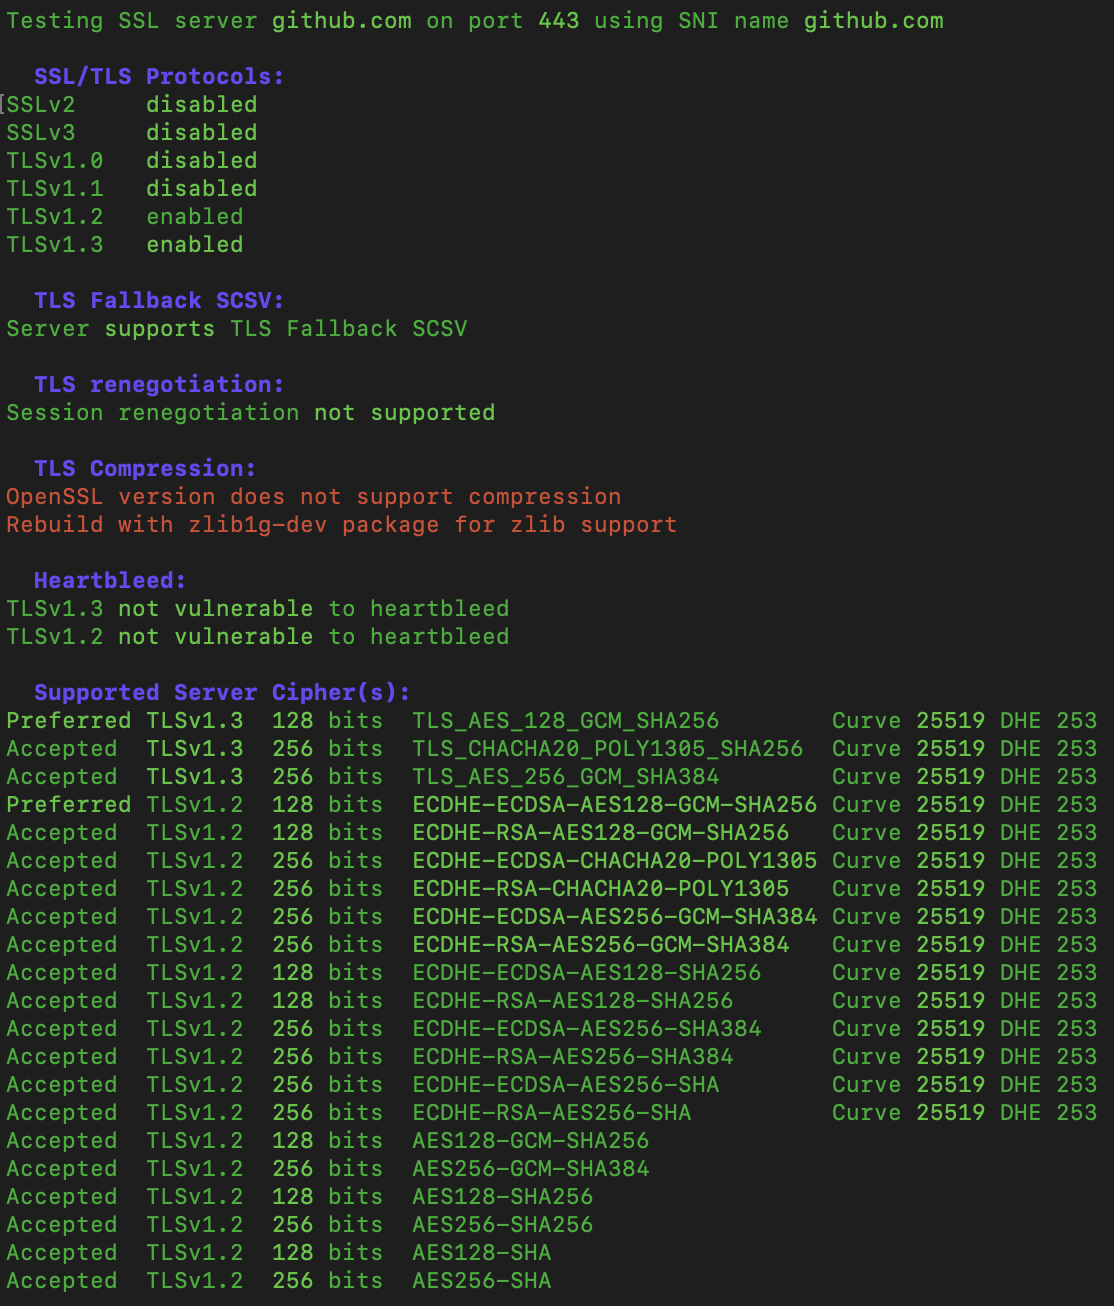 Testing SSL server github.com on port 443 using SNI name github.com
SSL/TLS Protocols:
SSLv2     disabled
SSLv3     disabled
TLSv1.0   disabled
TLSv1.1   disabled
TLSv1.2   enabled
TLSv1.3   enabled
TLS Fallback SCSV:
Server supports TLS Fallback SCSV
TLS renegotiation:
Session renegotiation not supported
TLS Compression:
OpenSSL version does not support compression
Rebuild with zlib1g-dev package for zlib support
Heartbleed:
TLSv1.3 not vulnerable to heartbleed
TLSv1.2 not vulnerable to heartbleed
Supported Server Cipher(s):
Preferred TLSv1.3  128 bits  TLS_AES_128_GCM_SHA256        Curve 25519 DHE 253
Accepted  TLSv1.3  256 bits  TLS_CHACHA20_POLY1305_SHA256  Curve 25519 DHE 253
Accepted  TLSv1.3  256 bits  TLS_AES_256_GCM_SHA384        Curve 25519 DHE 253
Preferred TLSv1.2  128 bits  ECDHE-ECDSA-AES128-GCM-SHA256 Curve 25519 DHE 253
Accepted  TLSv1.2  128 bits  ECDHE-RSA-AES128-GCM-SHA256   Curve 25519 DHE 253
Accepted  TLSv1.2  256 bits  ECDHE-ECDSA-CHACHA20-POLY1305 Curve 25519 DHE 253
Accepted  TLSv1.2  256 bits  ECDHE-RSA-CHACHA20-POLY1305   Curve 25519 DHE 253
Accepted  TLSv1.2  256 bits  ECDHE-ECDSA-AES256-GCM-SHA384 Curve 25519 DHE 253
Accepted  TLSv1.2  256 bits  ECDHE-RSA-AES256-GCM-SHA384   Curve 25519 DHE 253
Accepted  TLSv1.2  128 bits  ECDHE-ECDSA-AES128-SHA256     Curve 25519 DHE 253
Accepted  TLSv1.2  128 bits  ECDHE-RSA-AES128-SHA256       Curve 25519 DHE 253
Accepted  TLSv1.2  256 bits  ECDHE-ECDSA-AES256-SHA384     Curve 25519 DHE 253
Accepted  TLSv1.2  256 bits  ECDHE-RSA-AES256-SHA384       Curve 25519 DHE 253
Accepted  TLSv1.2  256 bits  ECDHE-ECDSA-AES256-SHA        Curve 25519 DHE 253
Accepted  TLSv1.2  256 bits  ECDHE-RSA-AES256-SHA          Curve 25519 DHE 253
Accepted  TLSv1.2  128 bits  AES128-GCM-SHA256
Accepted  TLSv1.2  256 bits  AES256-GCM-SHA384
Accepted  TLSv1.2  128 bits  AES128-SHA256
Accepted  TLSv1.2  256 bits  AES256-SHA256
Accepted  TLSv1.2  128 bits  AES128-SHA
Accepted  TLSv1.2  256 bits  AES256-SHA